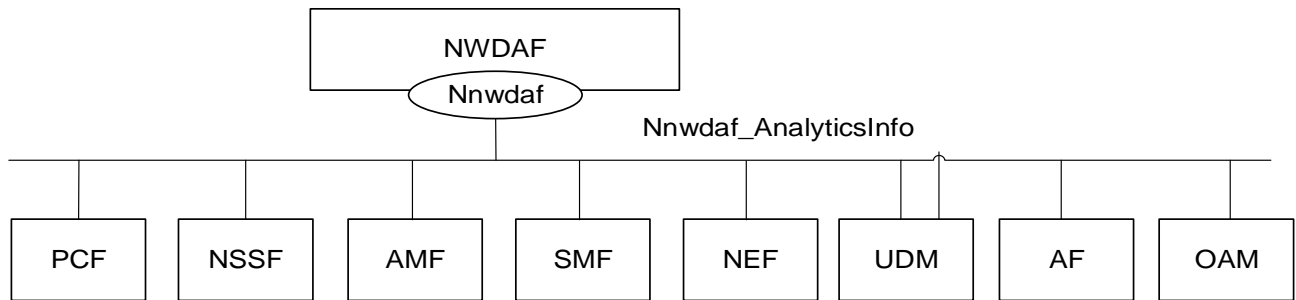 NWDAF
Nnwdaf
Nnwdaf_AnalyticsInfo
PCF NSSF AMF SMF NEF UDM AF OAM